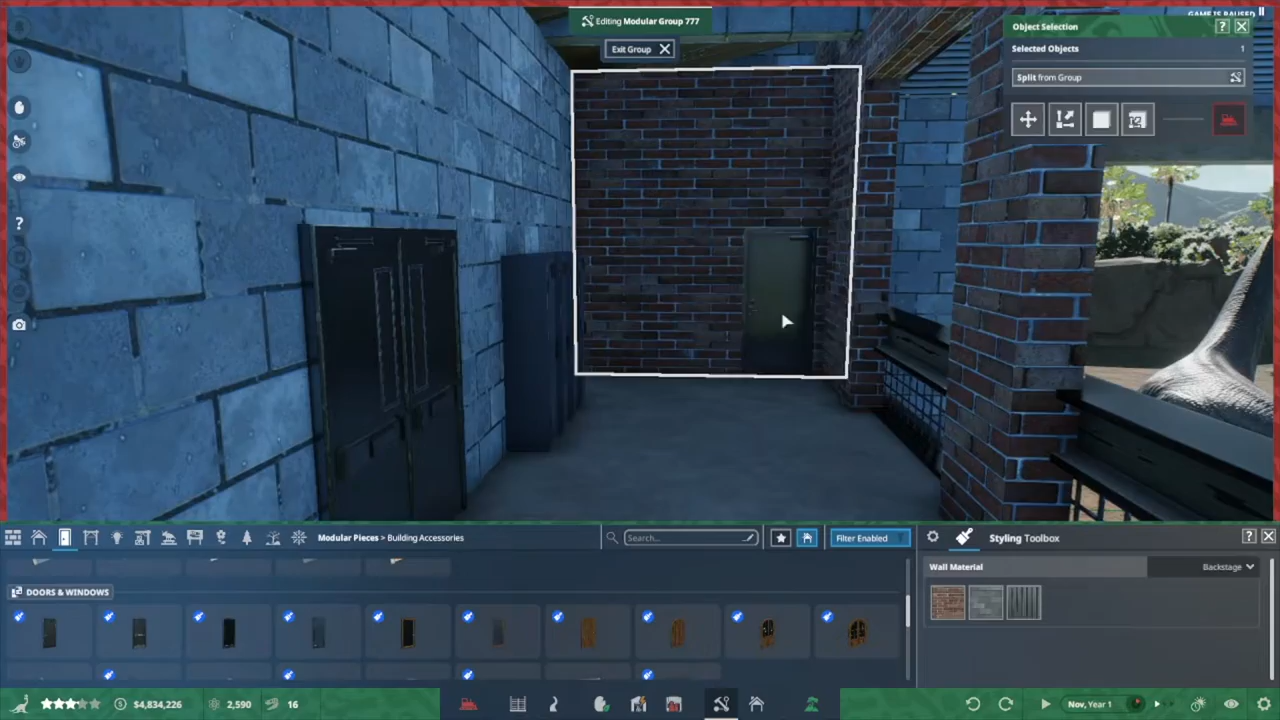 GAME IS PAUSED
Editing Modular Group 777
Exit Group
Object Selection
?
Selected Objects 1
Split from Group
?
Modular Pieces > Building Accessories
Search...
Filter Enabled
Styling Toolbox
?
Wall Material Backstage
DOORS & WINDOWS
$4,834,226 2,590 16
Nov, Year 1